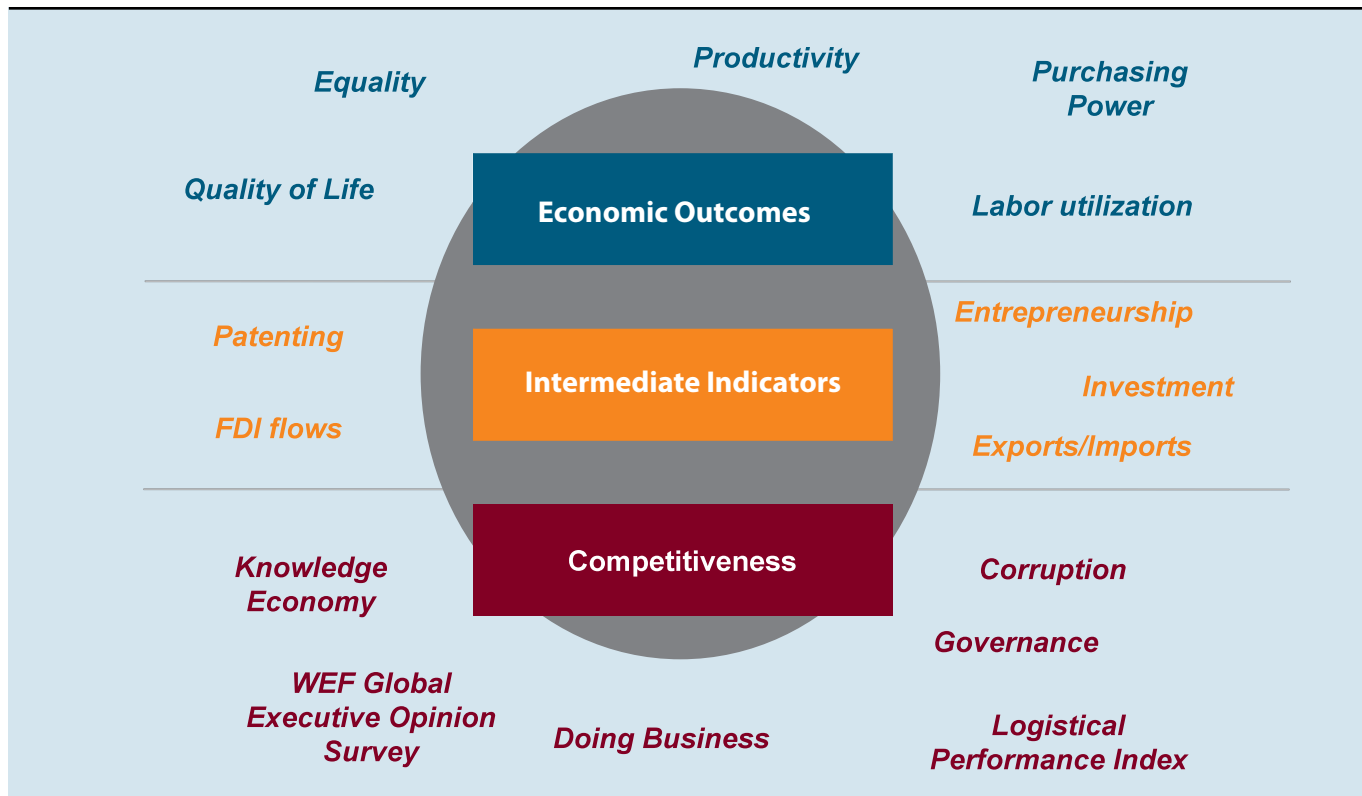 Equality
Productivity
Purchasing
Power
Quality of Life
Economic Outcomes
Labor utilization
Patenting
FDI flows
Intermediate Indicators
Entrepreneurship
Investment
Exports/Imports
Knowledge
Economy
Competitiveness
Corruption
Governance
WEF Global
Executive Opinion
Survey
Doing Business
Logistical
Performance Index